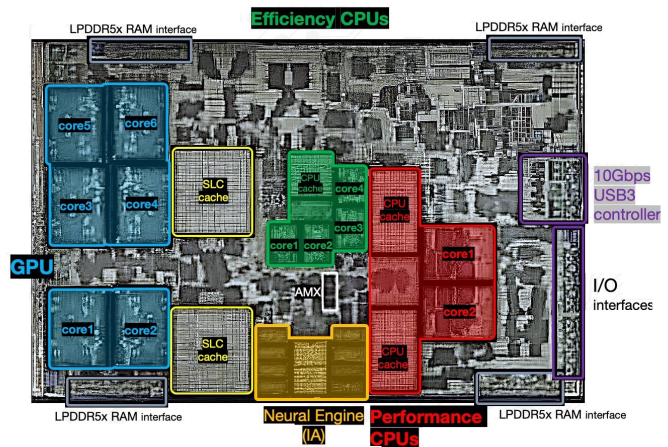 Efficiency CPUs
LPDDR5x RAM interface
LPDDR5x RAM interface
core5
core6
core3
core4
SLC
cache
CPU
cache
core4
core3
core1
core2
CPU
cache
core1
core2
CPU
cache
10Gbps
USB3
controller
I/O
interfaces
GPU
core1
core2
SLC
cache
AMX
LPDDR5x RAM interface
Neural Engine
(IA)
Performance
CPUs
LPDDR5x RAM interface